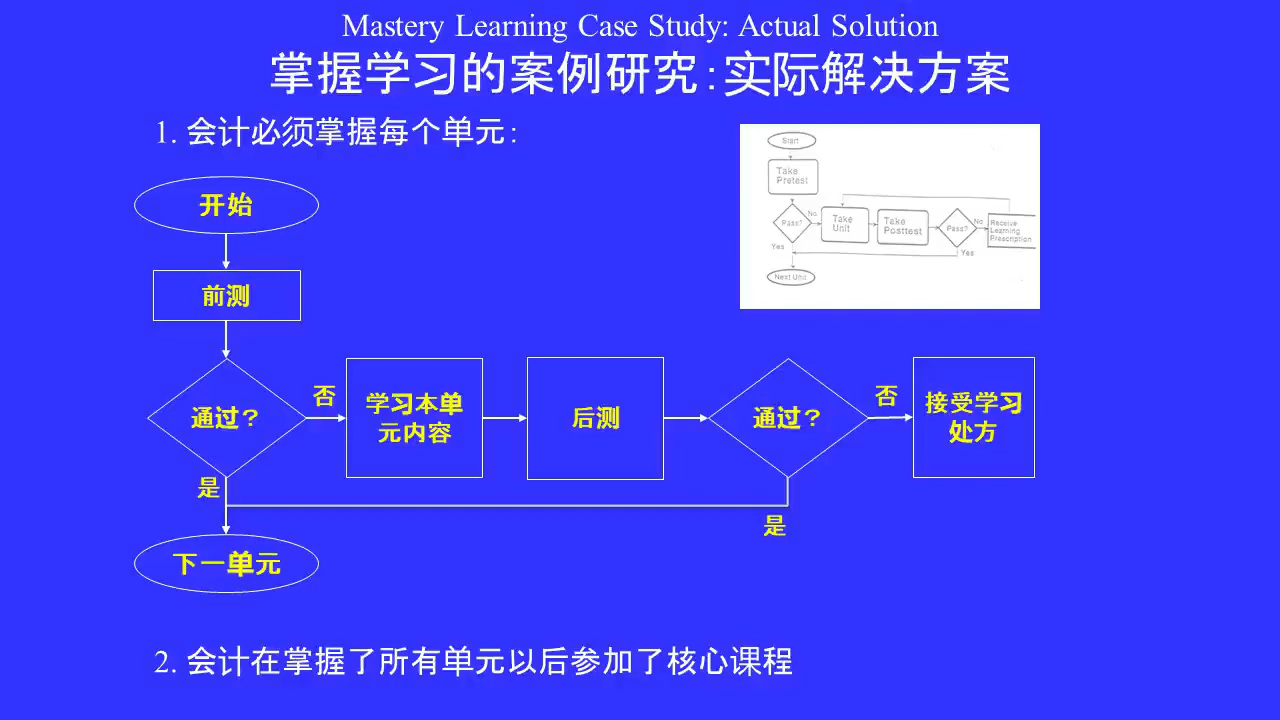 Mastery Learning Case Study: Actual Solution
掌握学习的案例研究:实际解决方案
1. 会计必须掌握每个单元:
开始
前测
通过?
否
学习本单
元内容
后测
通过?
否
接受学习
处方
是
是
下一单元
Start
Take
Pretest
Pass?
No
Take
Unit
Take
Posttest
Pass?
No
Receive
Learning
Prescription
Yes
Yes
Next Unit
2. 会计在掌握了所有单元以后参加了核心课程